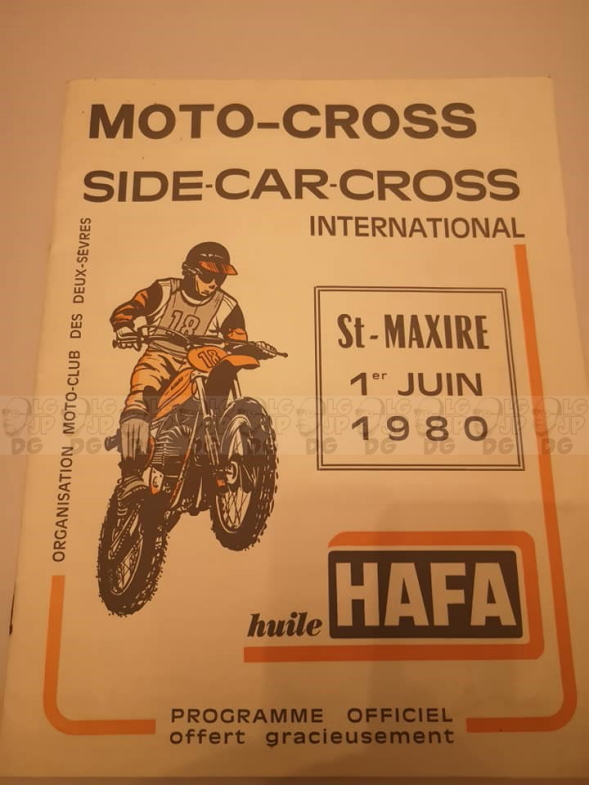 MOTO-CROSS
SIDE-CAR-CROSS
INTERNATIONAL
ORGANISATION MOTO-CLUB DES DEUX-SEVRES
18
18
St-MAXIRE
1er JUIN
1980
huile HAFA
PROGRAMME OFFICIEL
offert gracieusement